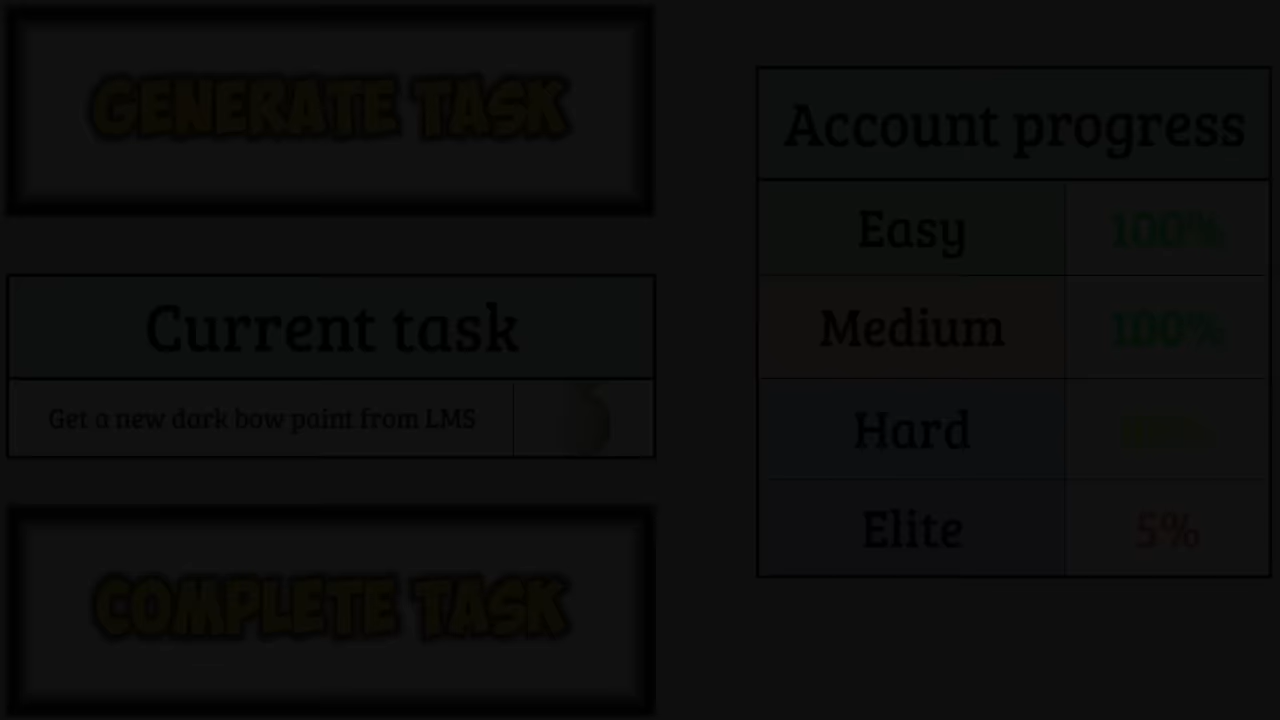 GENERATE TASK
Current task
Get a new dark bow paint from LMS
COMPLETE TASK
Account progress
Easy 100%
Medium 100%
Hard
Elite 5%